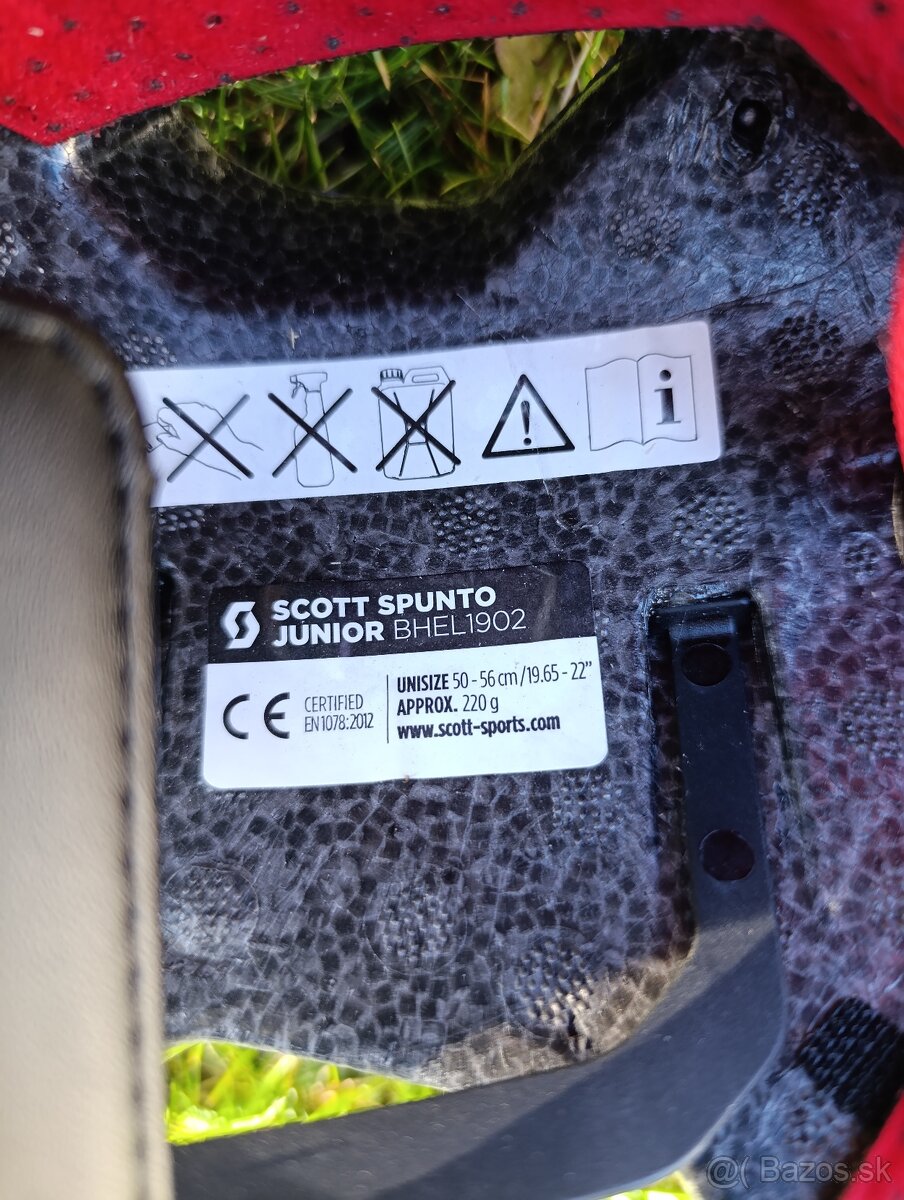 SCOTT SPUNTO
JUNIOR BHEL1902
CE CERTIFIED
EN1078:2012
UNISIZE 50 - 56 cm / 19.65 - 22"
APPROX. 220 g
www.scott-sports.com
@( Bazos.sk